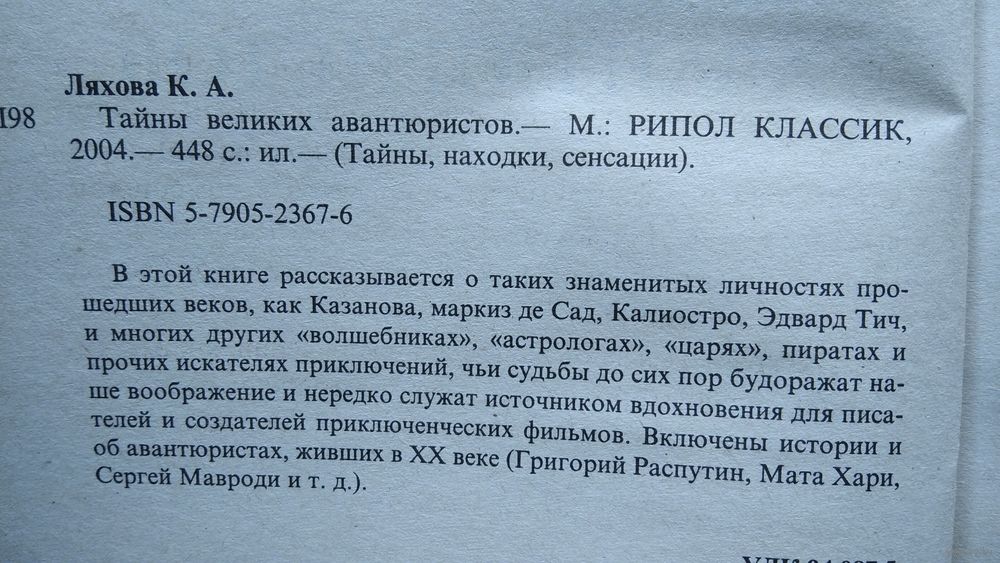 Ляхова К. А.
Л98 Тайны великих авантюристов.— М.: РИПОЛ КЛАССИК,
2004.— 448 с.: ил.— (Тайны, находки, сенсации).
ISBN 5-7905-2367-6
В этой книге рассказывается о таких знаменитых личностях про-
шедших веков, как Казанова, маркиз де Сад, Калиостро, Эдвард Тич,
и многих других «волшебниках», «астрологах», «царях», пиратах и
прочих искателях приключений, чьи судьбы до сих пор будоражат на-
ше воображение и нередко служат источником вдохновения для писа-
телей и создателей приключенческих фильмов. Включены истории и
об авантюристах, живших в XX веке (Григорий Распутин, Мата Хари,
Сергей Мавроди и т. д.).